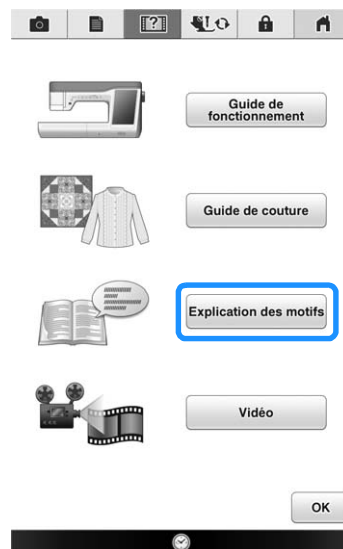 ?
Guide de
fonctionnement
Guide de couture
Explication des motifs
Vidéo
OK